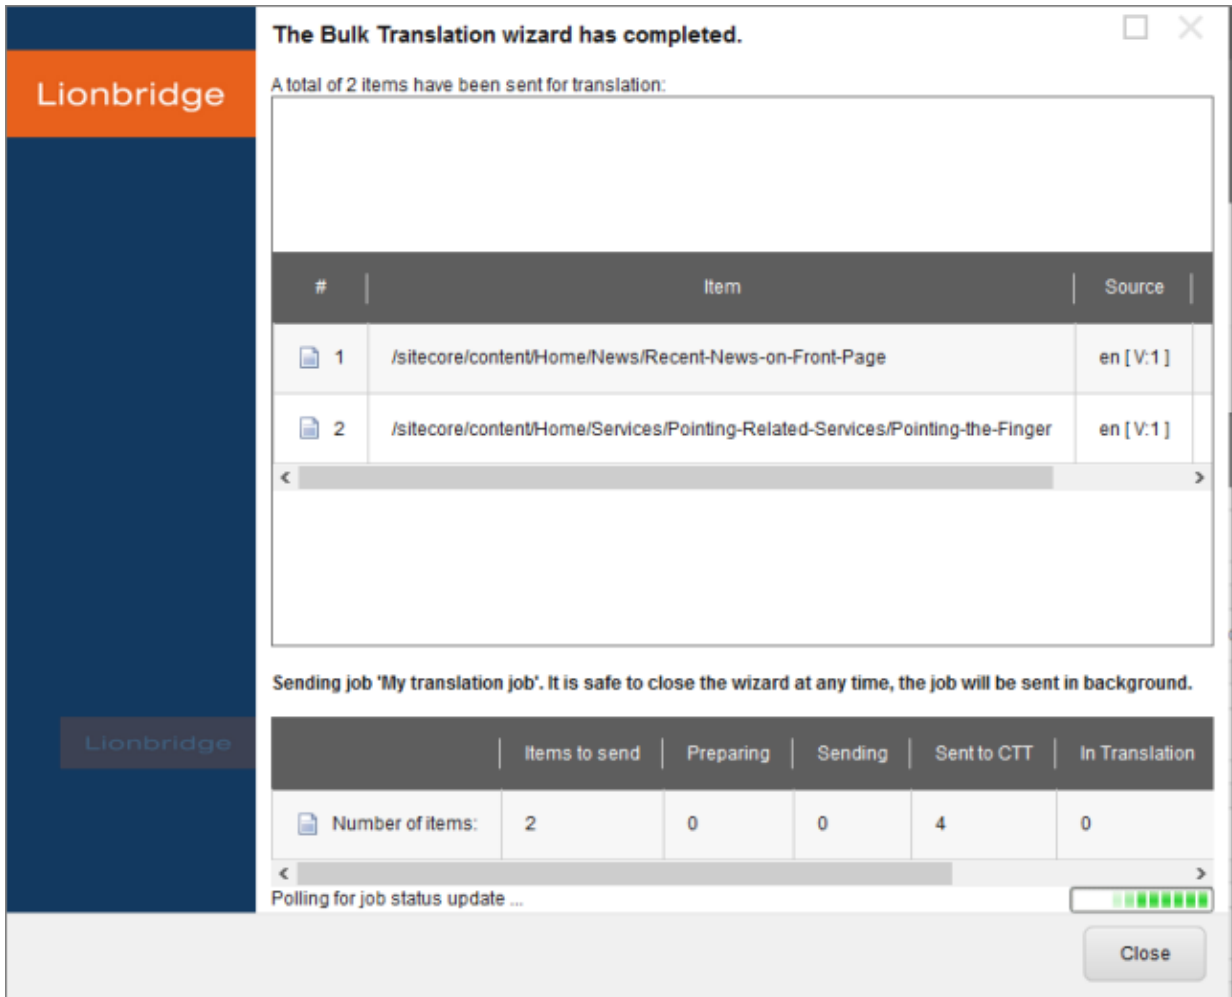 The Bulk Translation wizard has completed.
Lionbridge
A total of 2 items have been sent for translation:
# Item Source
1 /sitecore/content/Home/News/Recent-News-on-Front-Page en [ V:1 ]
2 /sitecore/content/Home/Services/Pointing-Related-Services/Pointing-the-Finger en [ V:1 ]
Sending job 'My translation job'. It is safe to close the wizard at any time, the job will be sent in background.
Lionbridge
Items to send Preparing Sending Sent to CTT In Translation
Number of items: 2 0 0 4 0
Polling for job status update ...
Close